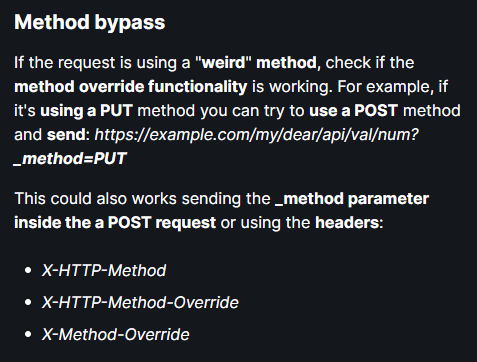 Method bypass
If the request is using a "weird" method, check if the
method override functionality is working. For example, if
it's using a PUT method you can try to use a POST method
and send: https://example.com/my/dear/api/val/num?
_method=PUT
This could also works sending the _method parameter
inside the a POST request or using the headers:
• X-HTTP-Method
• X-HTTP-Method-Override
• X-Method-Override